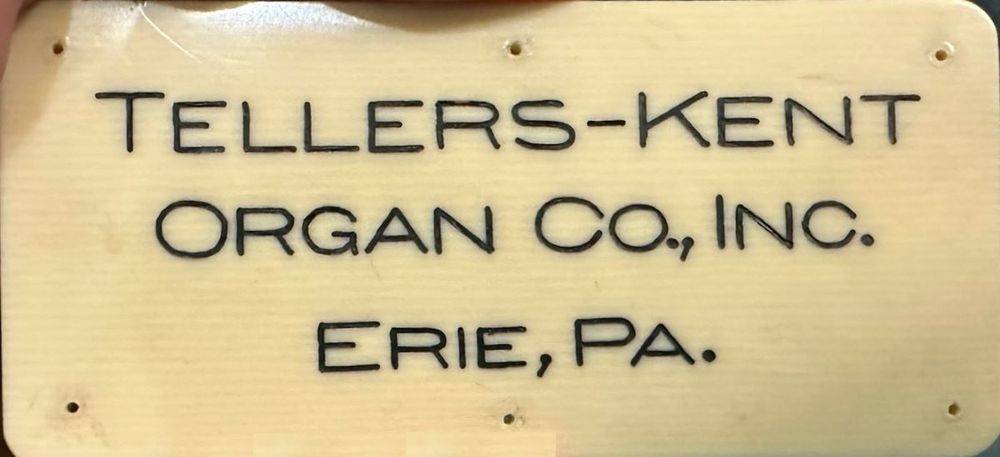 TELLERS-KENT
ORGAN CO., INC.
ERIE, PA.